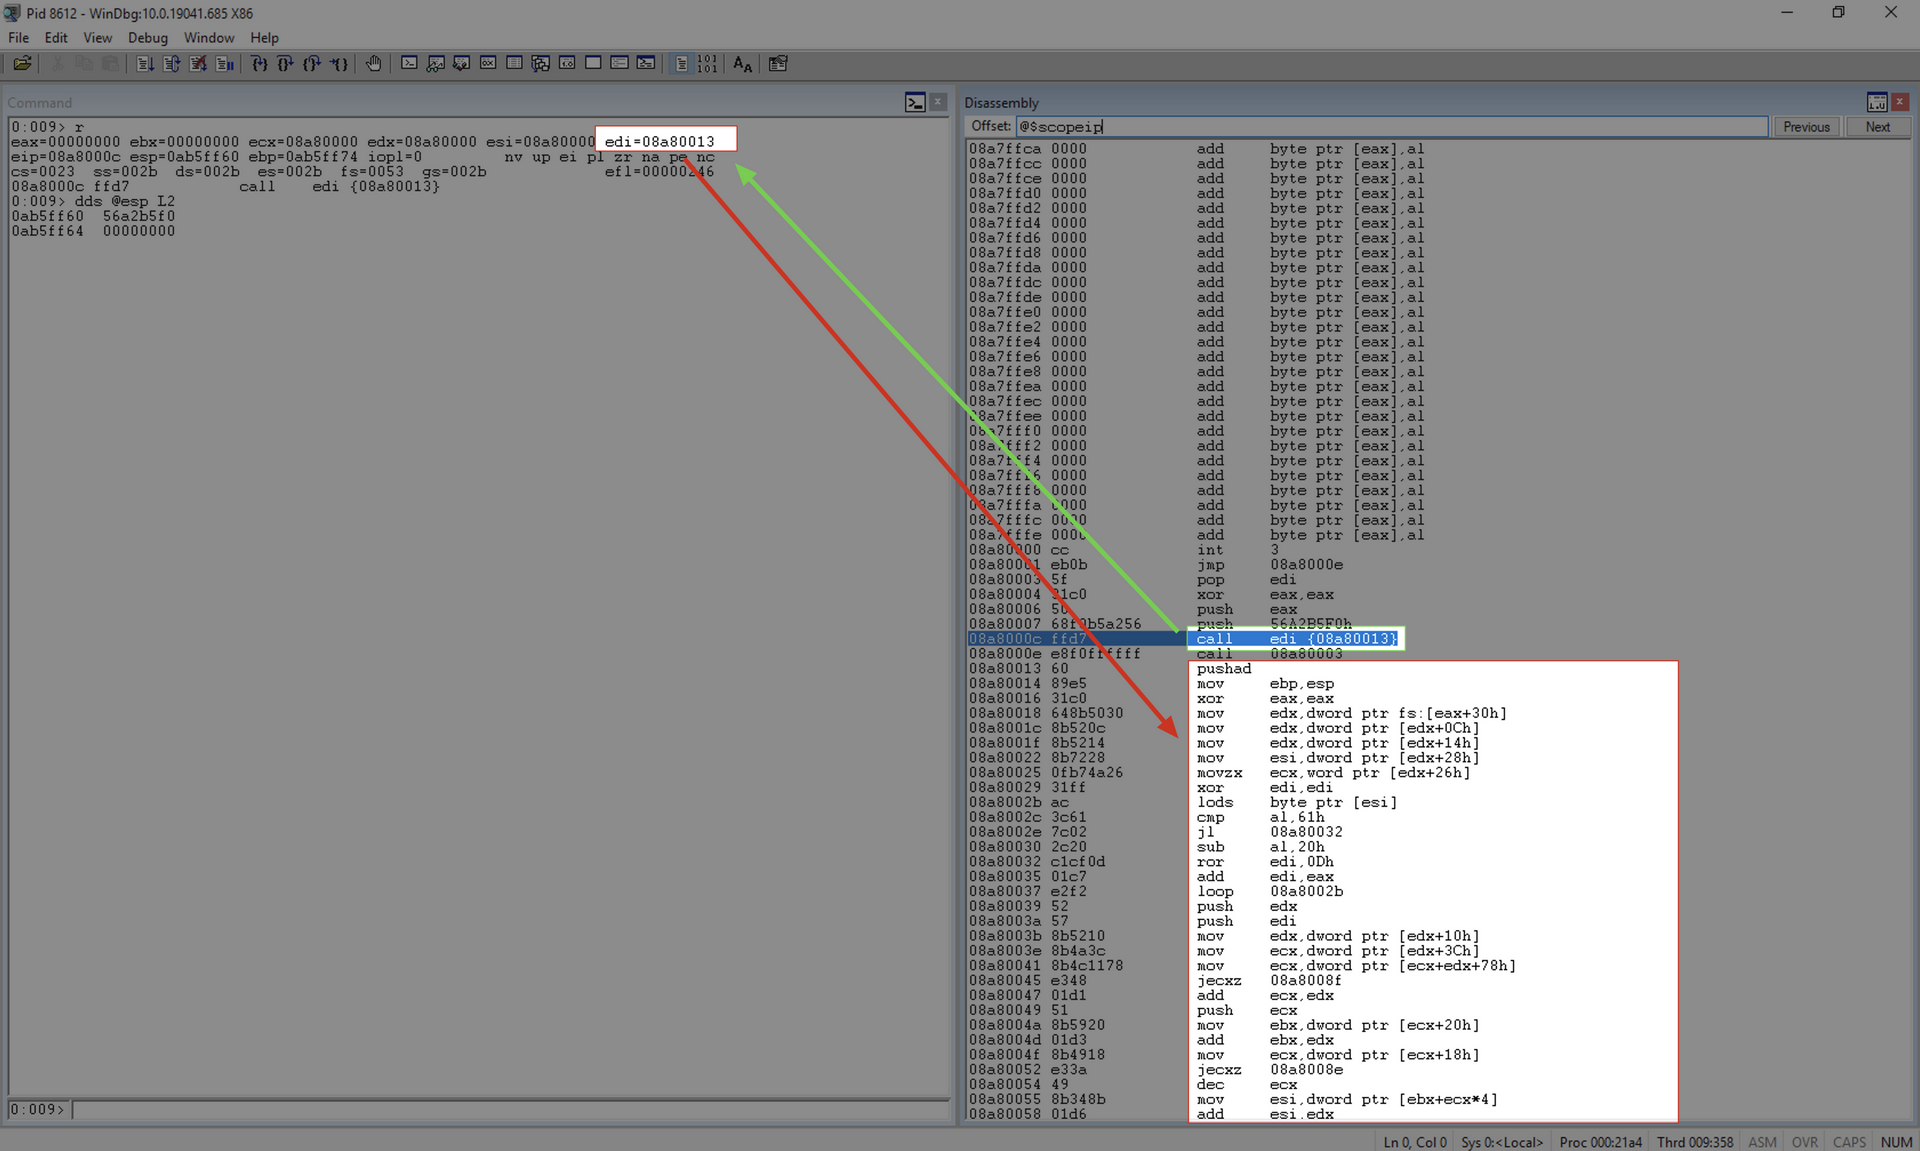 Pid 8612 - WinDbg:10.0.19041.685 X86
File Edit View Debug Window Help
Command
0:009> r
eax=00000000 ebx=00000000 ecx=08a80000 edx=08a80000 esi=08a80000 edi=08a80013
eip=08a8000c esp=0ab5ff60 ebp=0ab5ff74 iopl=0 nv up ei pl zr na pe nc
cs=0023 ss=002b ds=002b es=002b fs=0053 gs=002b efl=00000246
08a8000c ffd7 call edi {08a80013}
0:009> dds @esp L2
0ab5ff60 56a2b5f0
0ab5ff64 00000000
0:009>
Disassembly
Offset: @$scopeip Previous Next
08a7ffca 0000 add byte ptr [eax],al
08a7ffcc 0000 add byte ptr [eax],al
08a7ffce 0000 add byte ptr [eax],al
08a7ffd0 0000 add byte ptr [eax],al
08a7ffd2 0000 add byte ptr [eax],al
08a7ffd4 0000 add byte ptr [eax],al
08a7ffd6 0000 add byte ptr [eax],al
08a7ffd8 0000 add byte ptr [eax],al
08a7ffda 0000 add byte ptr [eax],al
08a7ffdc 0000 add byte ptr [eax],al
08a7ffde 0000 add byte ptr [eax],al
08a7ffe0 0000 add byte ptr [eax],al
08a7ffe2 0000 add byte ptr [eax],al
08a7ffe4 0000 add byte ptr [eax],al
08a7ffe6 0000 add byte ptr [eax],al
08a7ffe8 0000 add byte ptr [eax],al
08a7ffea 0000 add byte ptr [eax],al
08a7ffec 0000 add byte ptr [eax],al
08a7ffee 0000 add byte ptr [eax],al
08a7fff0 0000 add byte ptr [eax],al
08a7fff2 0000 add byte ptr [eax],al
08a7fff4 0000 add byte ptr [eax],al
08a7fff6 0000 add byte ptr [eax],al
08a7fff8 0000 add byte ptr [eax],al
08a7fffa 0000 add byte ptr [eax],al
08a7fffc 0000 add byte ptr [eax],al
08a7fffe 0000 add byte ptr [eax],al
08a80000 cc int 3
08a80001 eb0b jmp 08a8000e
08a80003 5f pop edi
08a80004 31c0 xor eax,eax
08a80006 50 push eax
08a80007 68f0b5a256 push 56A2B5F0h
08a8000c ffd7 call edi {08a80013}
08a8000e e8f0ffffff call 08a80003
08a80013 60 pushad
08a80014 89e5 mov ebp,esp
08a80016 31c0 xor eax,eax
08a80018 648b5030 mov edx,dword ptr fs:[eax+30h]
08a8001c 8b520c mov edx,dword ptr [edx+0Ch]
08a8001f 8b5214 mov edx,dword ptr [edx+14h]
08a80022 8b7228 mov esi,dword ptr [edx+28h]
08a80025 0fb74a26 movzx ecx,word ptr [edx+26h]
08a80029 31ff xor edi,edi
08a8002b ac lods byte ptr [esi]
08a8002c 3c61 cmp al,61h
08a8002e 7c02 jl 08a80032
08a80030 2c20 sub al,20h
08a80032 c1cf0d ror edi,0Dh
08a80035 01c7 add edi,eax
08a80037 e2f2 loop 08a8002b
08a80039 52 push edx
08a8003a 57 push edi
08a8003b 8b5210 mov edx,dword ptr [edx+10h]
08a8003e 8b4a3c mov ecx,dword ptr [edx+3Ch]
08a80041 8b4c1178 mov ecx,dword ptr [ecx+edx+78h]
08a80045 e348 jecxz 08a8008f
08a80047 01d1 add ecx,edx
08a80049 51 push ecx
08a8004a 8b5920 mov ebx,dword ptr [ecx+20h]
08a8004d 01d3 add ebx,edx
08a8004f 8b4918 mov ecx,dword ptr [ecx+18h]
08a80052 e33a jecxz 08a8008e
08a80054 49 dec ecx
08a80055 8b348b mov esi,dword ptr [ebx+ecx*4]
08a80058 01d6 add esi,edx
Ln 0, Col 0 Sys 0:<Local> Proc 000:21a4 Thrd 009:358 ASM OVR CAPS NUM